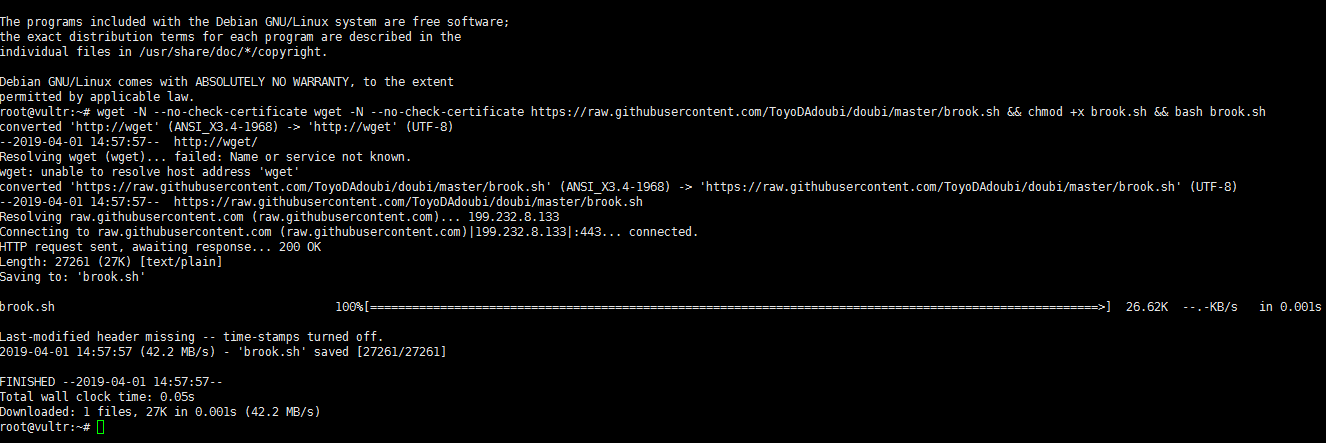 The programs included with the Debian GNU/Linux system are free software;
the exact distribution terms for each program are described in the
individual files in /usr/share/doc/*/copyright.
Debian GNU/Linux comes with ABSOLUTELY NO WARRANTY, to the extent
permitted by applicable law.
root@vultr:~# wget -N --no-check-certificate wget -N --no-check-certificate https://raw.githubusercontent.com/ToyoDAdoubi/doubi/master/brook.sh && chmod +x brook.sh && bash brook.sh
converted 'http://wget' (ANSI_X3.4-1968) -> 'http://wget' (UTF-8)
--2019-04-01 14:57:57--  http://wget/
Resolving wget (wget)... failed: Name or service not known.
wget: unable to resolve host address 'wget'
converted 'https://raw.githubusercontent.com/ToyoDAdoubi/doubi/master/brook.sh' (ANSI_X3.4-1968) -> 'https://raw.githubusercontent.com/ToyoDAdoubi/doubi/master/brook.sh' (UTF-8)
--2019-04-01 14:57:57--  https://raw.githubusercontent.com/ToyoDAdoubi/doubi/master/brook.sh
Resolving raw.githubusercontent.com (raw.githubusercontent.com)... 199.232.8.133
Connecting to raw.githubusercontent.com (raw.githubusercontent.com)|199.232.8.133|:443... connected.
HTTP request sent, awaiting response... 200 OK
Length: 27261 (27K) [text/plain]
Saving to: 'brook.sh'
brook.sh 100%[========================================================================================================>] 26.62K --.-KB/s in 0.001s
Last-modified header missing -- time-stamps turned off.
2019-04-01 14:57:57 (42.2 MB/s) - 'brook.sh' saved [27261/27261]
FINISHED --2019-04-01 14:57:57--
Total wall clock time: 0.05s
Downloaded: 1 files, 27K in 0.001s (42.2 MB/s)
root@vultr:~#